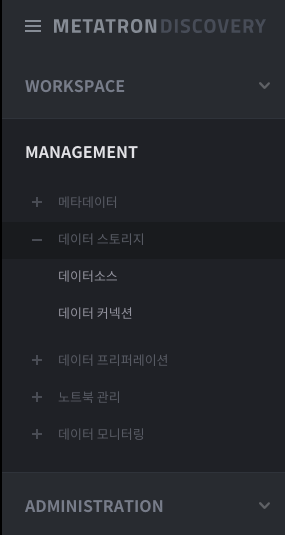 METATRON DISCOVERY
WORKSPACE
MANAGEMENT
메타데이터
데이터 스토리지
데이터소스
데이터 커넥션
데이터 프리퍼레이션
노트북 관리
데이터 모니터링
ADMINISTRATION